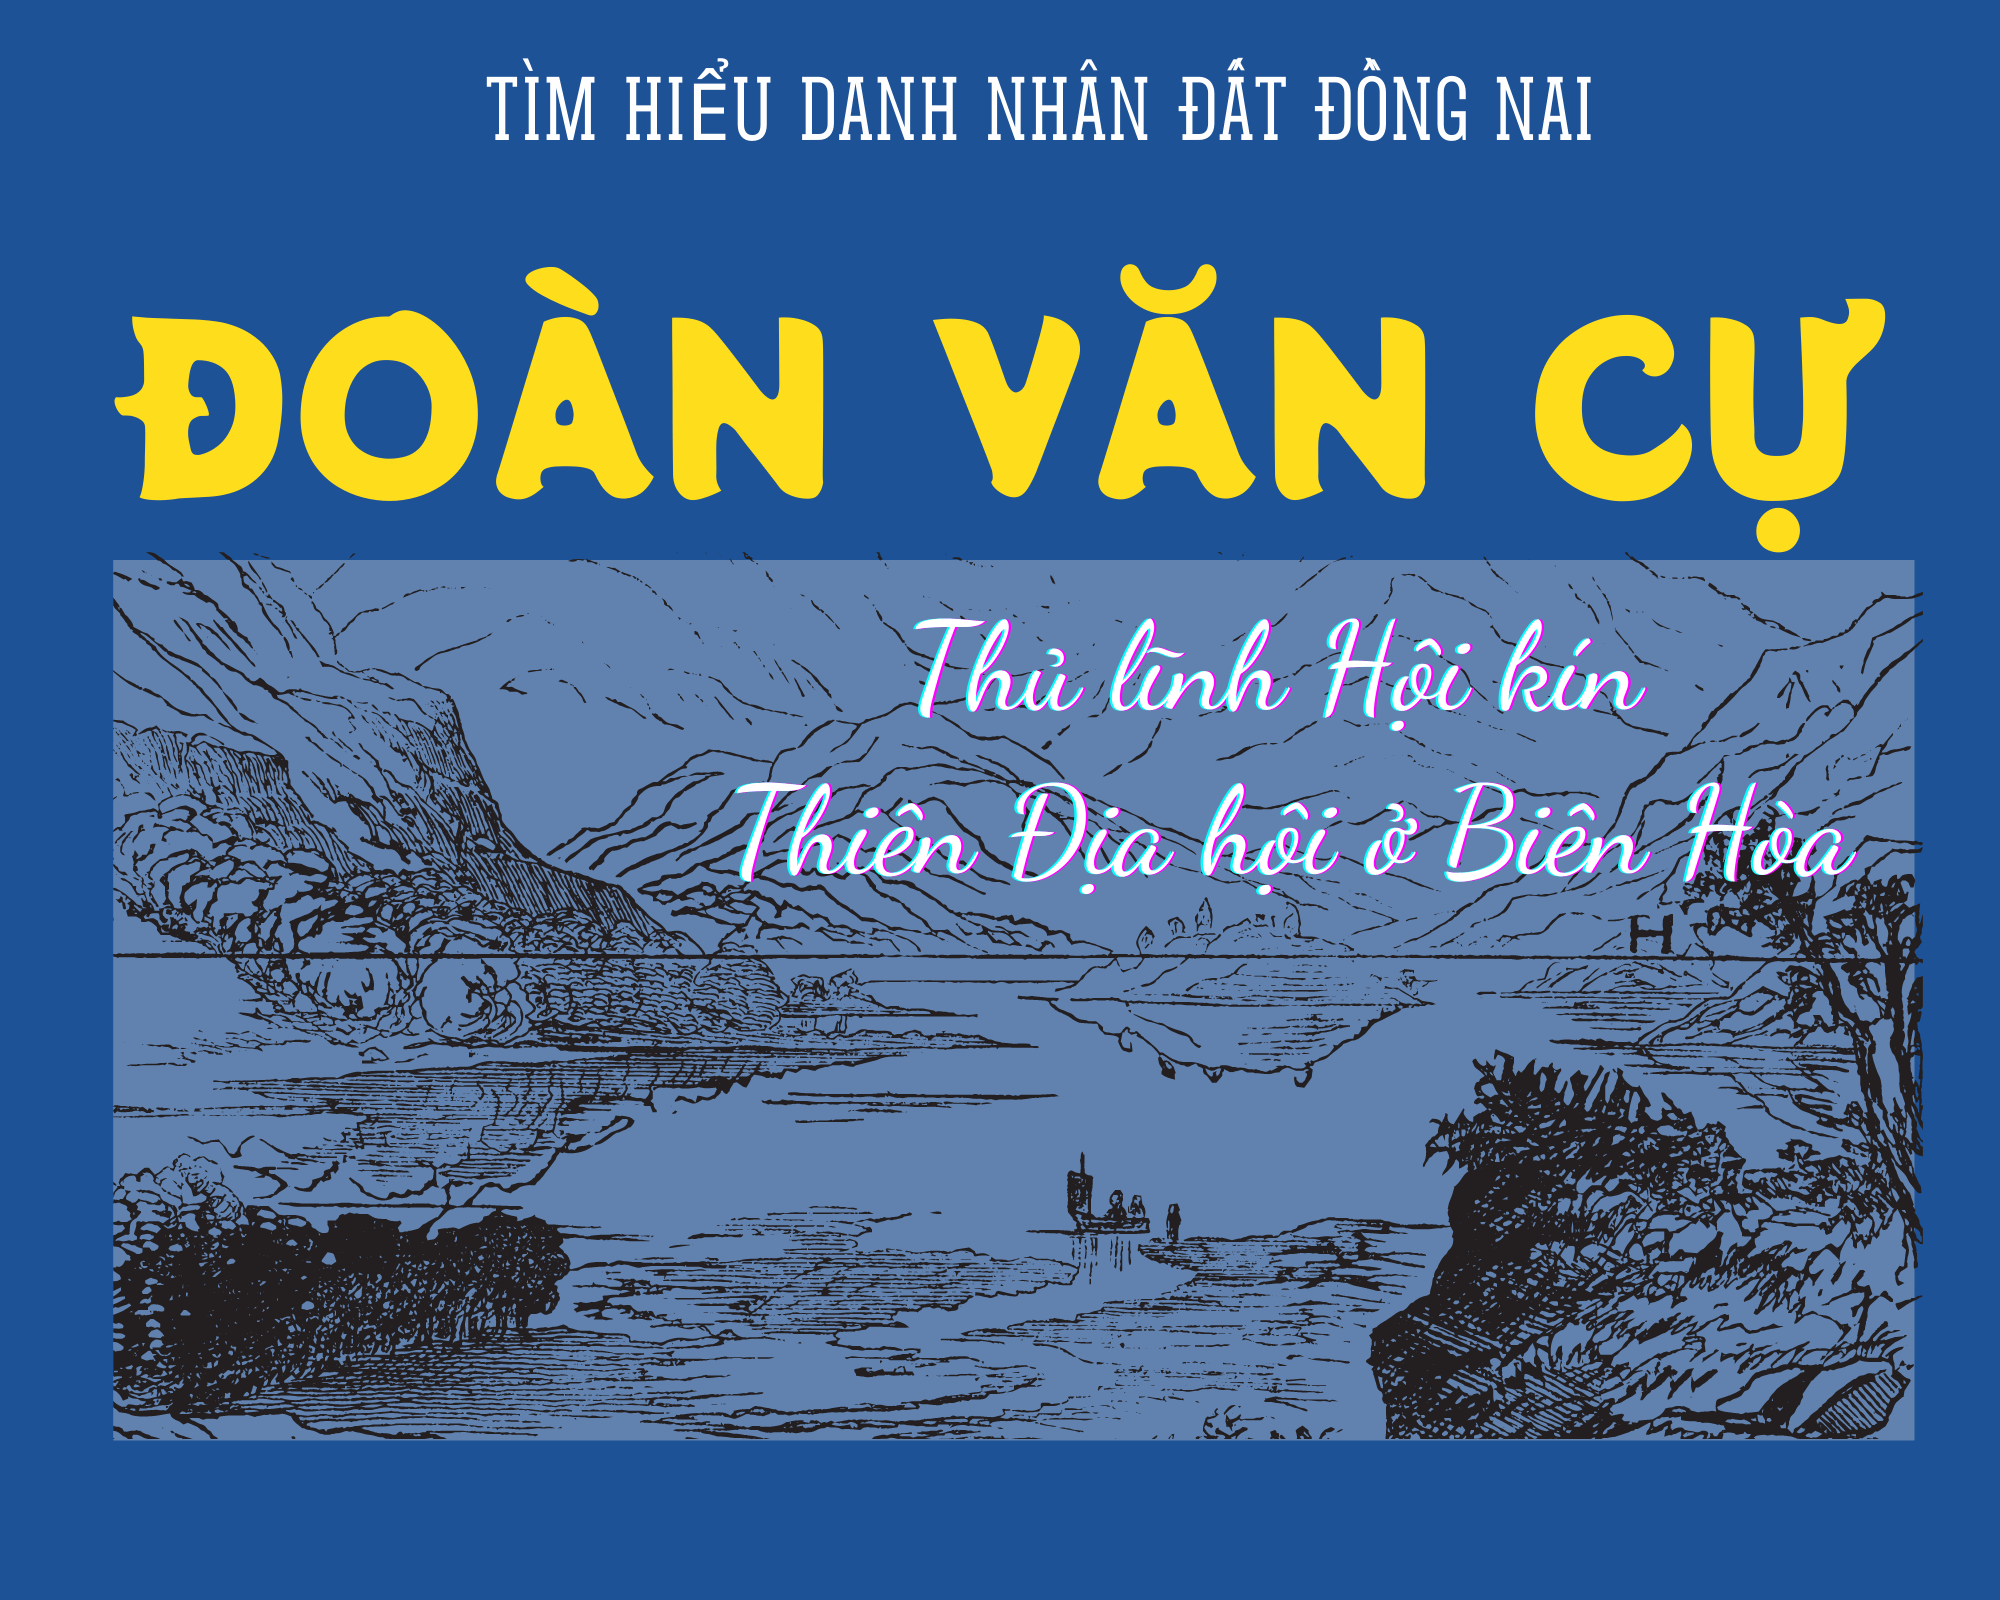 TÌM HIỂU DANH NHÂN ĐẤT ĐỒNG NAI
ĐOÀN VĂN CỰ
Thủ lĩnh Hội kín
Thiên Địa hội ở Biên Hòa
H